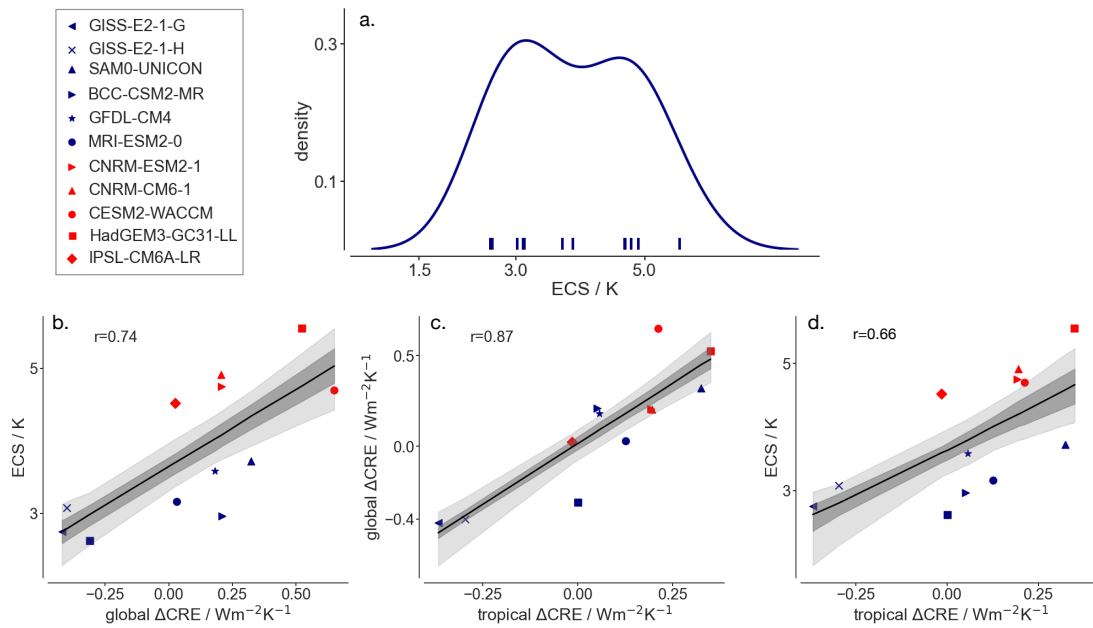 GISS-E2-1-G
GISS-E2-1-H
SAM0-UNICON
BCC-CSM2-MR
GFDL-CM4
MRI-ESM2-0
CNRM-ESM2-1
CNRM-CM6-1
CESM2-WACCM
HadGEM3-GC31-LL
IPSL-CM6A-LR
a.
density
0.3
0.1
1.5 3.0 5.0
ECS / K
b.
r=0.74
ECS / K
5
3
−0.25 0.00 0.25 0.50
global ΔCRE / Wm⁻²K⁻¹
c.
r=0.87
global ΔCRE / Wm⁻²K⁻¹
0.5
0.0
−0.4
−0.25 0.00 0.25
tropical ΔCRE / Wm⁻²K⁻¹
d.
r=0.66
ECS / K
5
3
−0.25 0.00 0.25
tropical ΔCRE / Wm⁻²K⁻¹